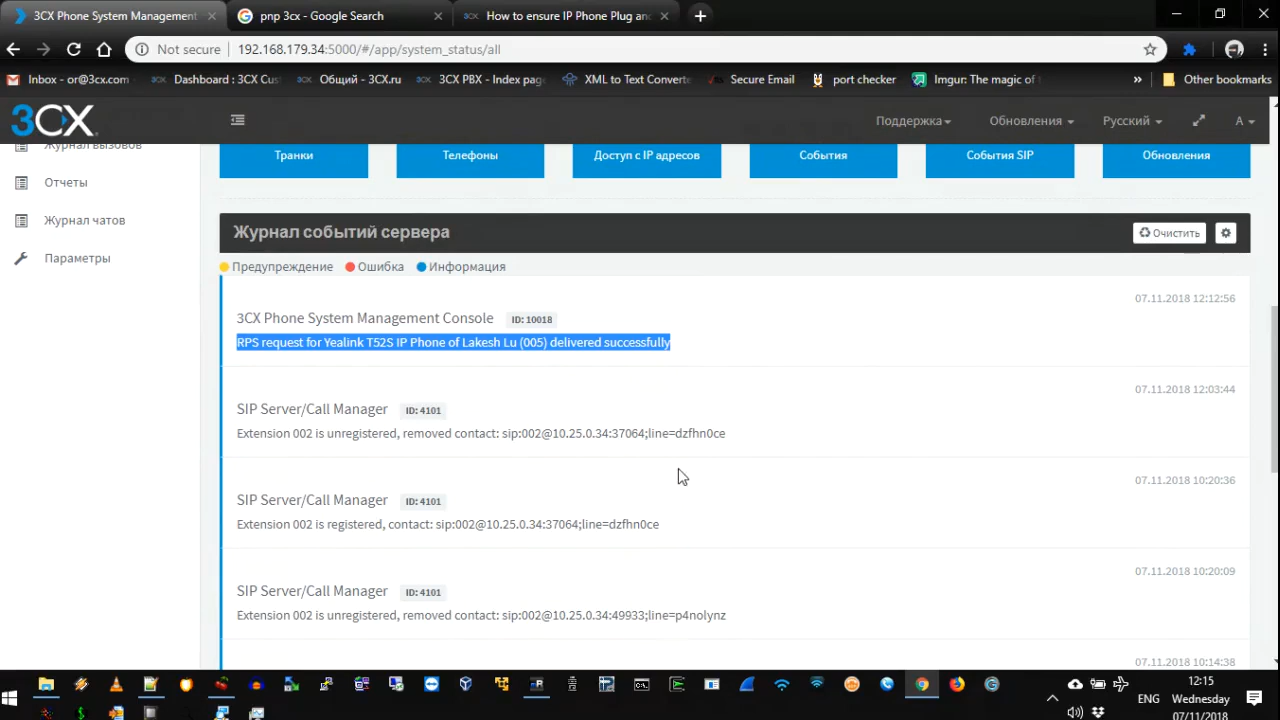 3CX Phone System Management
pnp 3cx - Google Search
How to ensure IP Phone Plug an
Not secure
192.168.179.34:5000/#/app/system_status/all
Inbox - or@3cx.com
Dashboard : 3CX Cus
Общий - 3CX.ru
3CX PBX - Index pag
XML to Text Converte
Secure Email
port checker
Imgur: The magic of
Other bookmarks
3CX
Поддержка
Обновления
Русский
A
Журнал вызовов
Отчеты
Журнал чатов
Параметры
Транки
Телефоны
Доступ с IP адресов
События
События SIP
Обновления
Журнал событий сервера
Очистить
Предупреждение
Ошибка
Информация
07.11.2018 12:12:56
3CX Phone System Management Console ID: 10018
RPS request for Yealink T52S IP Phone of Lakesh Lu (005) delivered successfully
07.11.2018 12:03:44
SIP Server/Call Manager ID: 4101
Extension 002 is unregistered, removed contact: sip:002@10.25.0.34:37064;line=dzfhn0ce
07.11.2018 10:20:36
SIP Server/Call Manager ID: 4101
Extension 002 is registered, contact: sip:002@10.25.0.34:37064;line=dzfhn0ce
07.11.2018 10:20:09
SIP Server/Call Manager ID: 4101
Extension 002 is unregistered, removed contact: sip:002@10.25.0.34:49933;line=p4nolynz
07.11.2018 10:14:38
12:15
ENG
Wednesday
07/11/2018